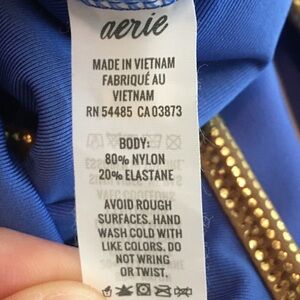 aerie
MADE IN VIETNAM
FABRIQUÉ AU
VIETNAM
RN 54485 CA 03873
BODY:
80% NYLON
20% ELASTANE
AVOID ROUGH
SURFACES. HAND
WASH COLD WITH
LIKE COLORS. DO
NOT WRING
OR TWIST.